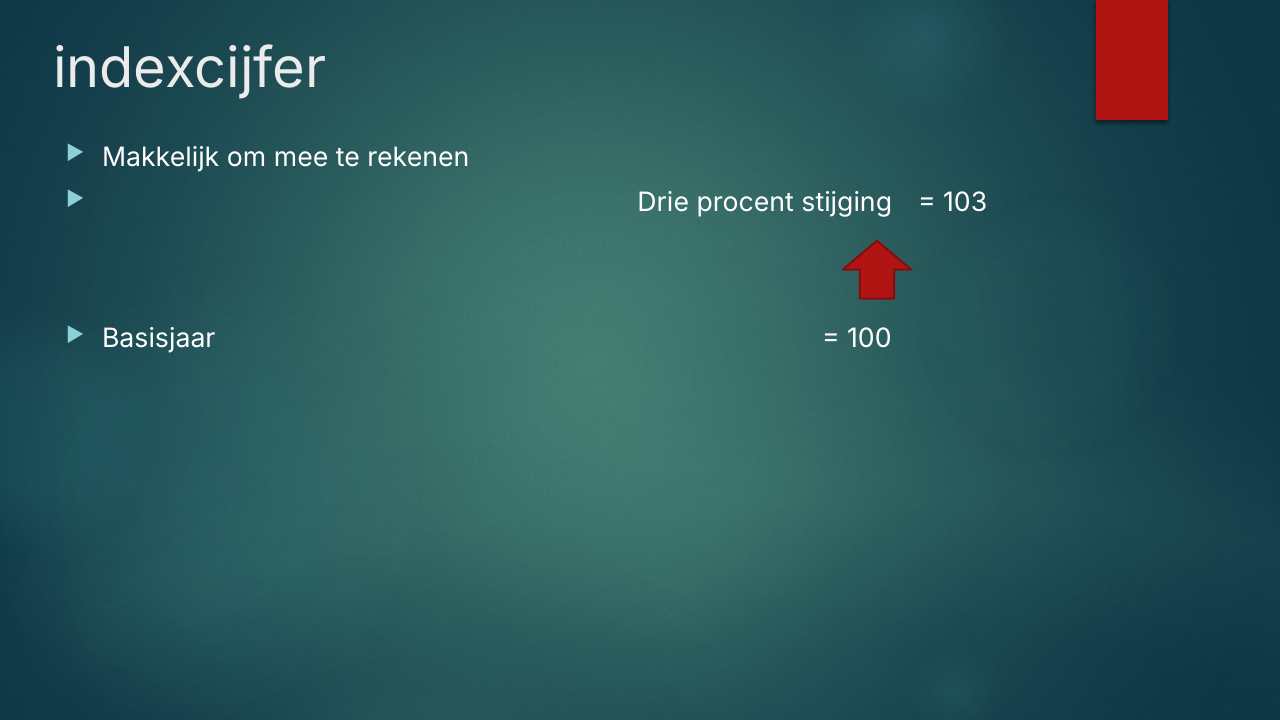 indexcijfer
Makkelijk om mee te rekenen
Drie procent stijging = 103
Basisjaar = 100